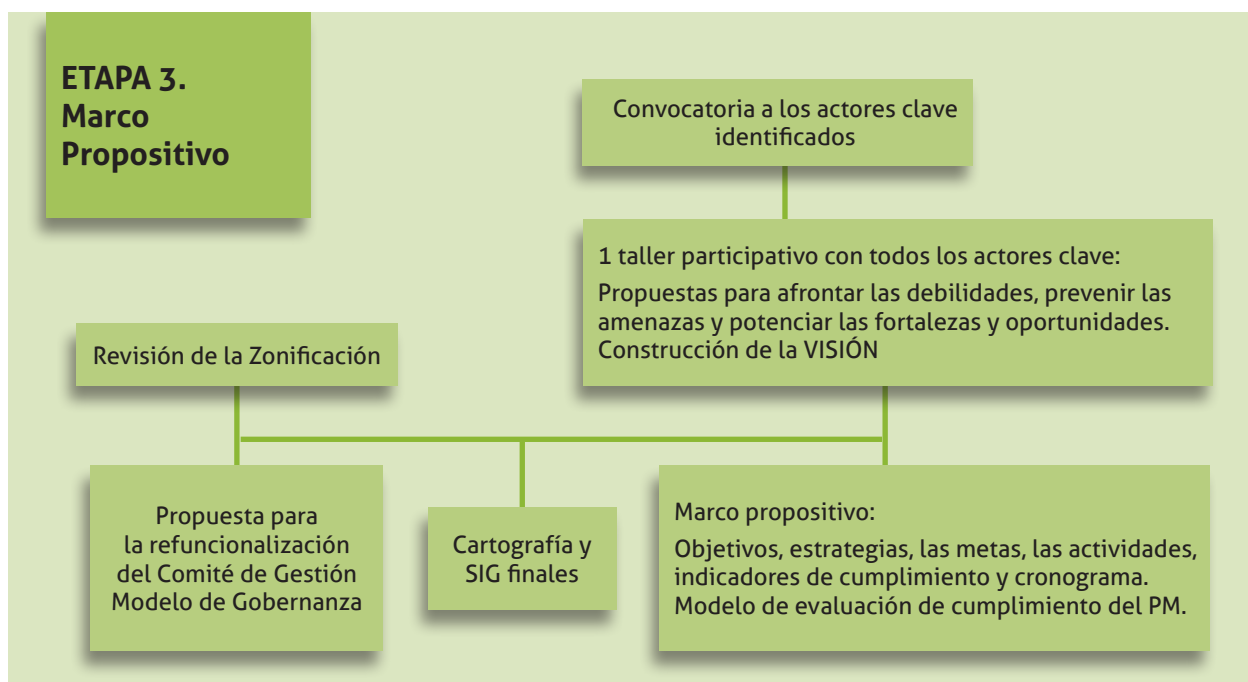 ETAPA 3.
Marco
Propositivo
Convocatoria a los actores clave
identificados
1 taller participativo con todos los actores clave:
Propuestas para afrontar las debilidades, prevenir las
amenazas y potenciar las fortalezas y oportunidades.
Construcción de la VISIÓN
Revisión de la Zonificación
Propuesta para
la refuncionalización
del Comité de Gestión
Modelo de Gobernanza
Cartografía y
SIG finales
Marco propositivo:
Objetivos, estrategias, las metas, las actividades,
indicadores de cumplimiento y cronograma.
Modelo de evaluación de cumplimiento del PM.